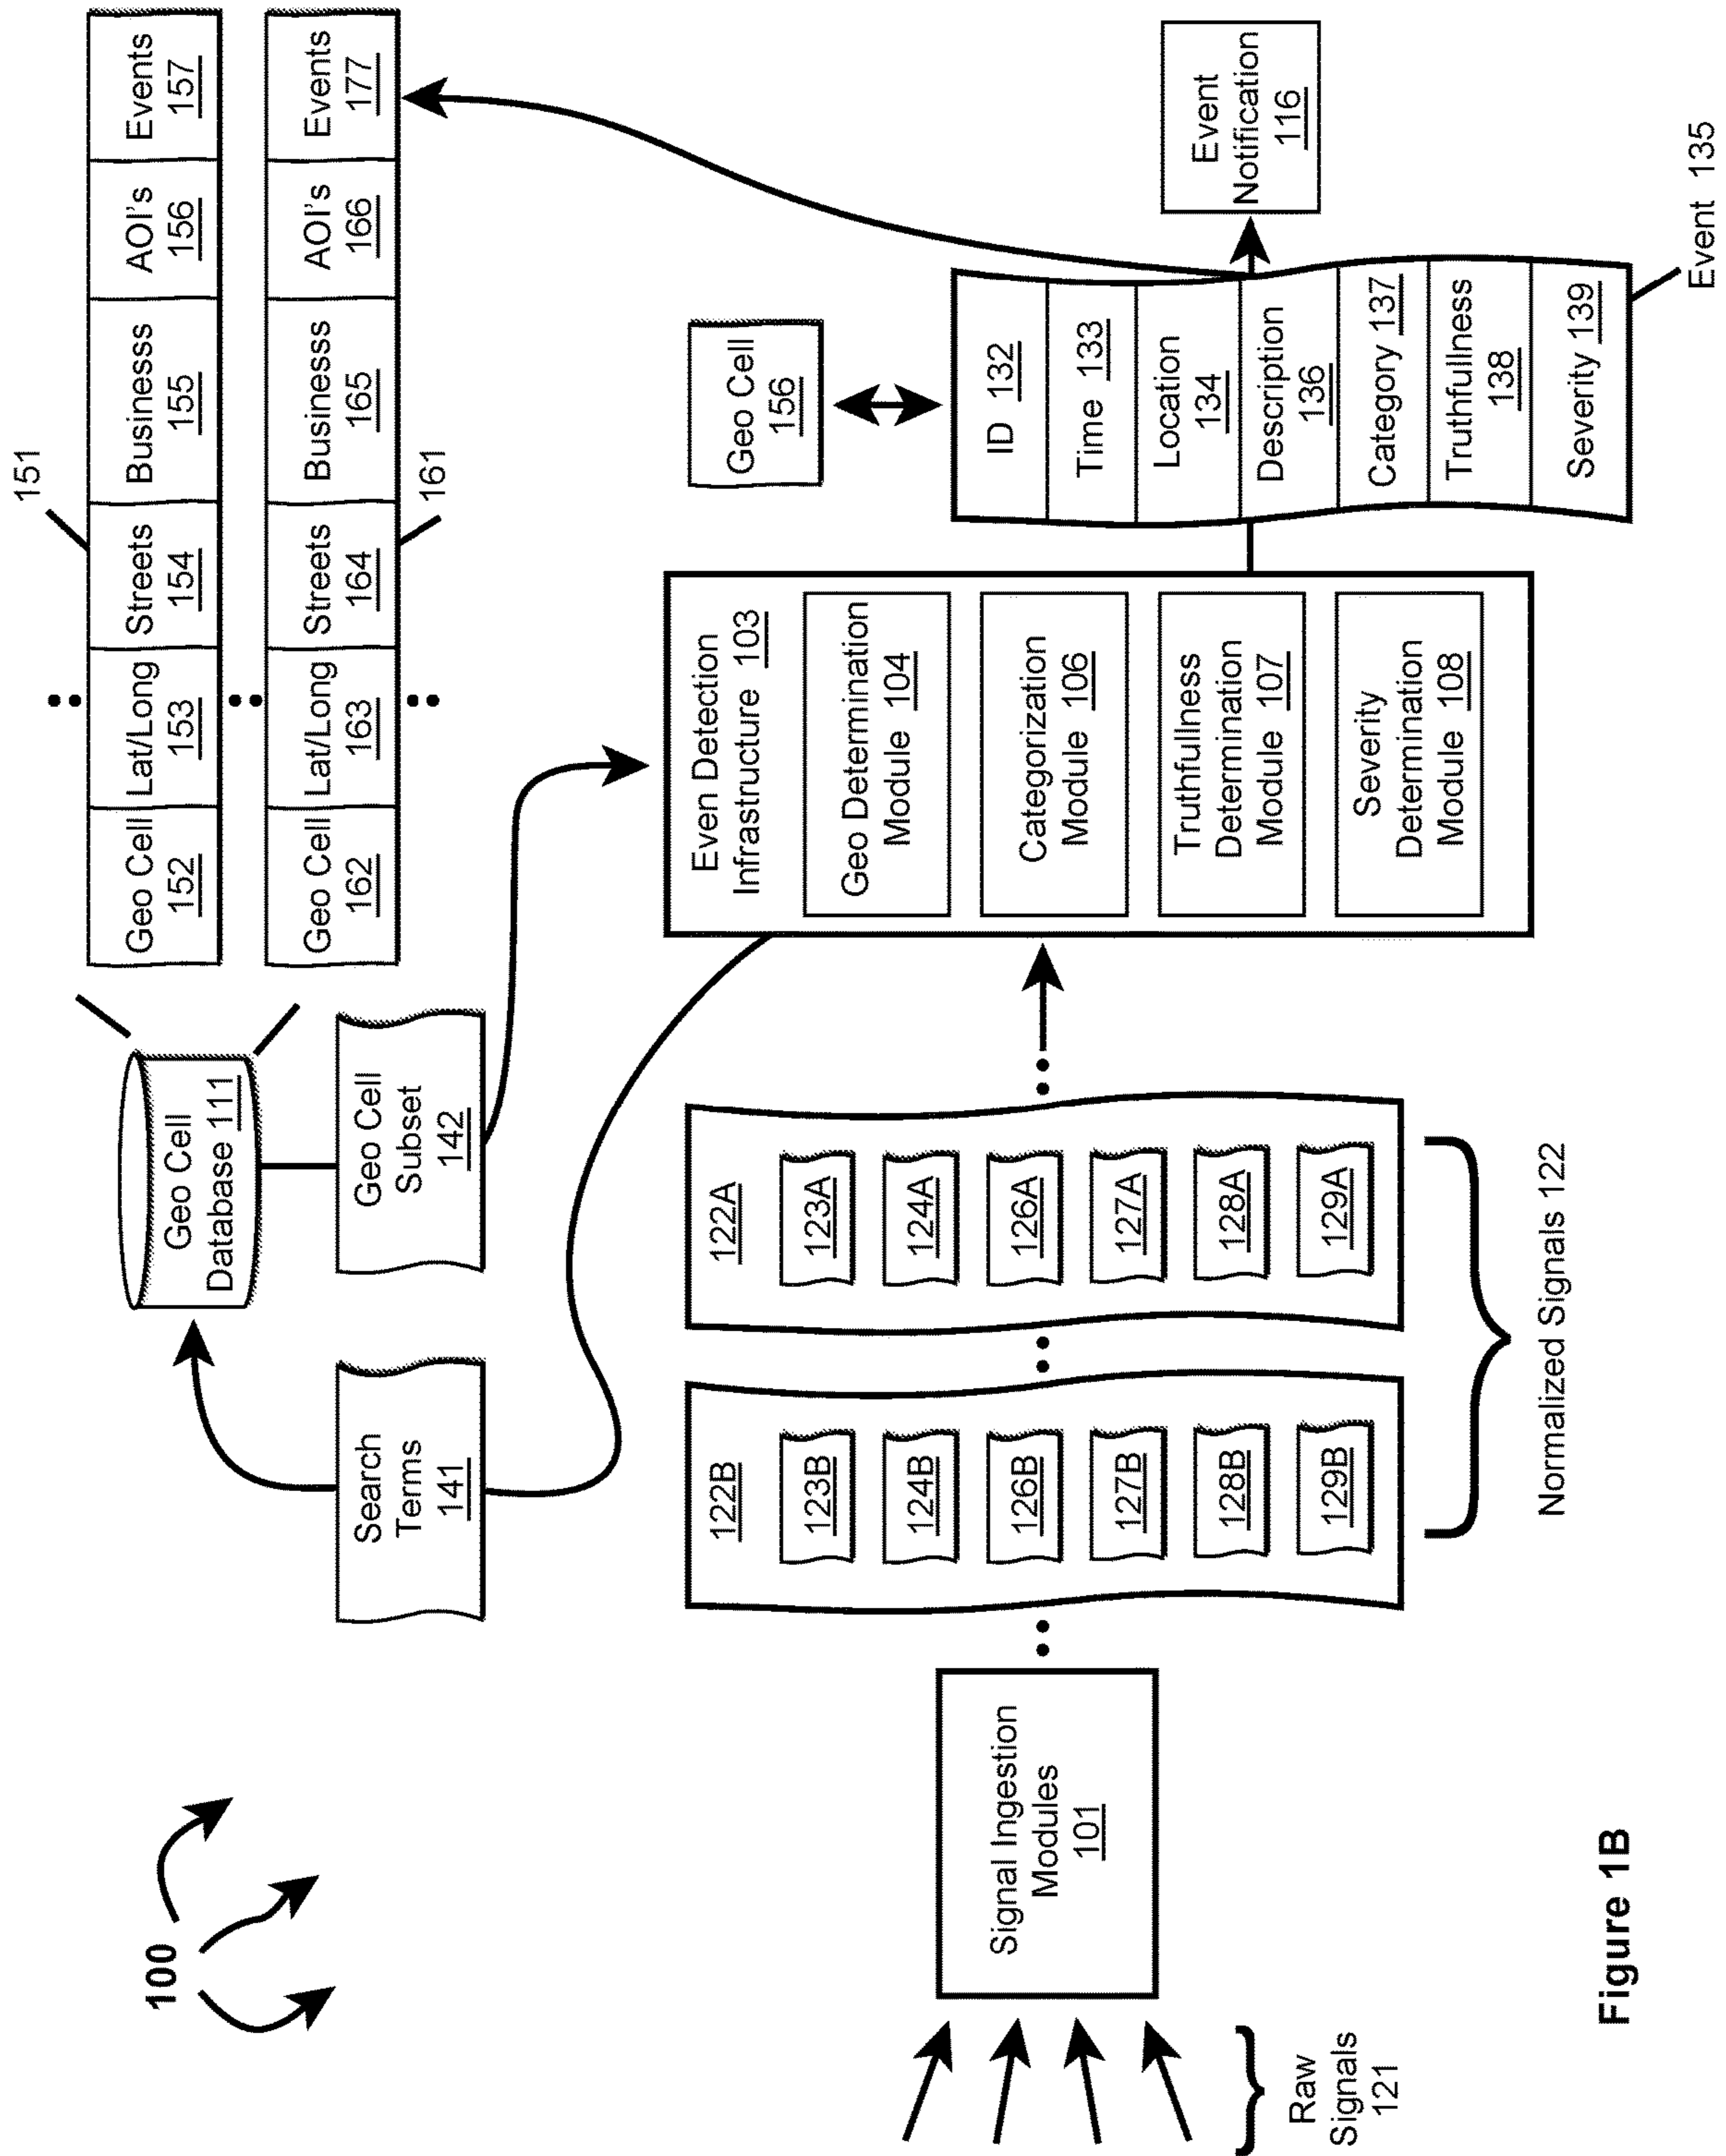 100
Geo Cell
Database 111
151
Geo Cell
152
Lat/Long
153
Streets
154
Businesss
155
AOI's
156
Events
157
Geo Cell
162
Lat/Long
163
Streets
164
Businesss
165
AOI's
166
Events
177
161
Search
Terms
141
Geo Cell
Subset
142
Raw
Signals
121
Signal Ingestion
Modules
101
122B
123B
124B
126B
127B
128B
129B
122A
123A
124A
126A
127A
128A
129A
Normalized Signals 122
Even Detection
Infrastructure 103
Geo Determination
Module 104
Categorization
Module 106
Truthfullness
Determination
Module 107
Severity
Determination
Module 108
Geo Cell
156
ID 132
Time 133
Location
134
Description
136
Category 137
Truthfullness
138
Severity 139
Event 135
Event
Notification
116
Figure 1B